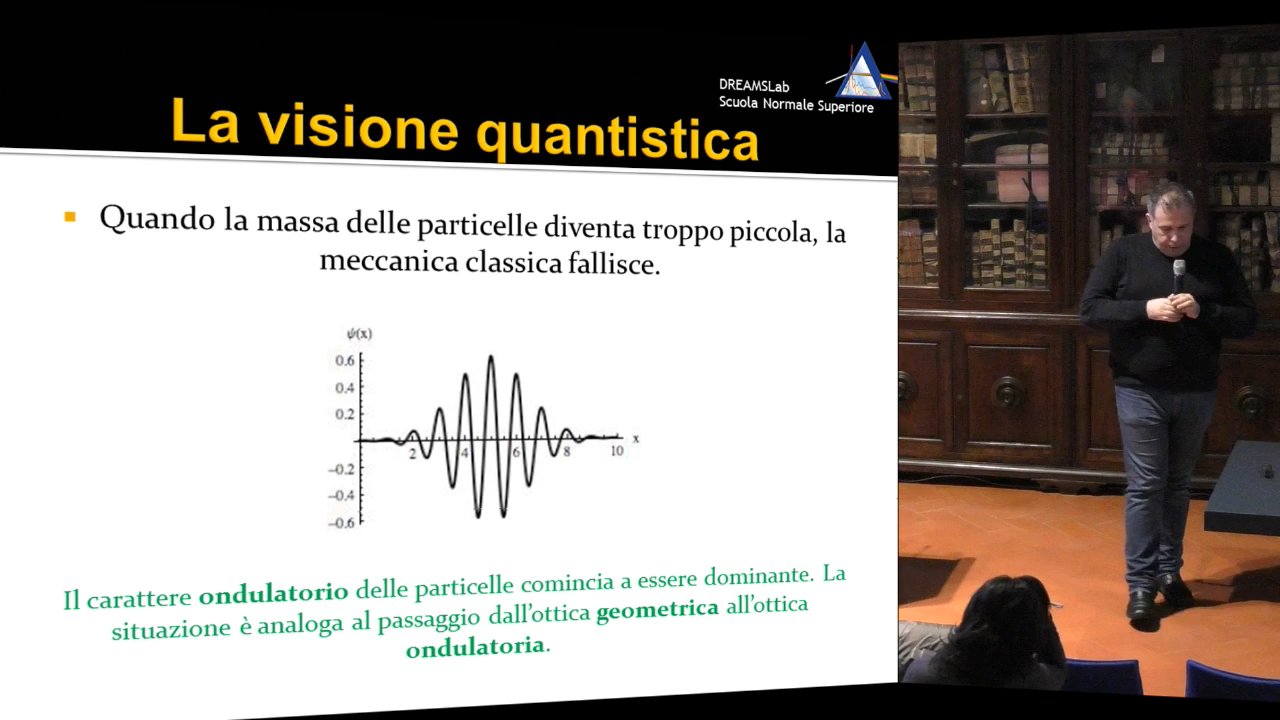 DREAMSLab
Scuola Normale Superiore
La visione quantistica
Quando la massa delle particelle diventa troppo piccola, la
meccanica classica fallisce.
ψ(x)
0.6
0.4
0.2
x
2
4
6
8
10
-0.2
-0.4
-0.6
Il carattere ondulatorio delle particelle comincia a essere dominante. La
situazione è analoga al passaggio dall'ottica geometrica all'ottica
ondulatoria.